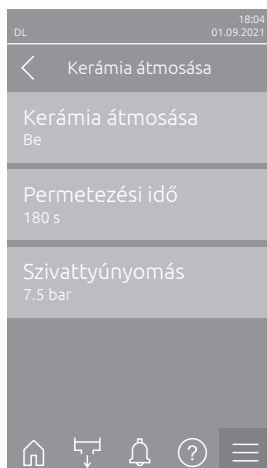 18:04
DL 01.09.2021
Kerámia átmosása
Kerámia átmosása
Be
Permetezési idő
180 s
Szivattyúnyomás
7.5 bar
?